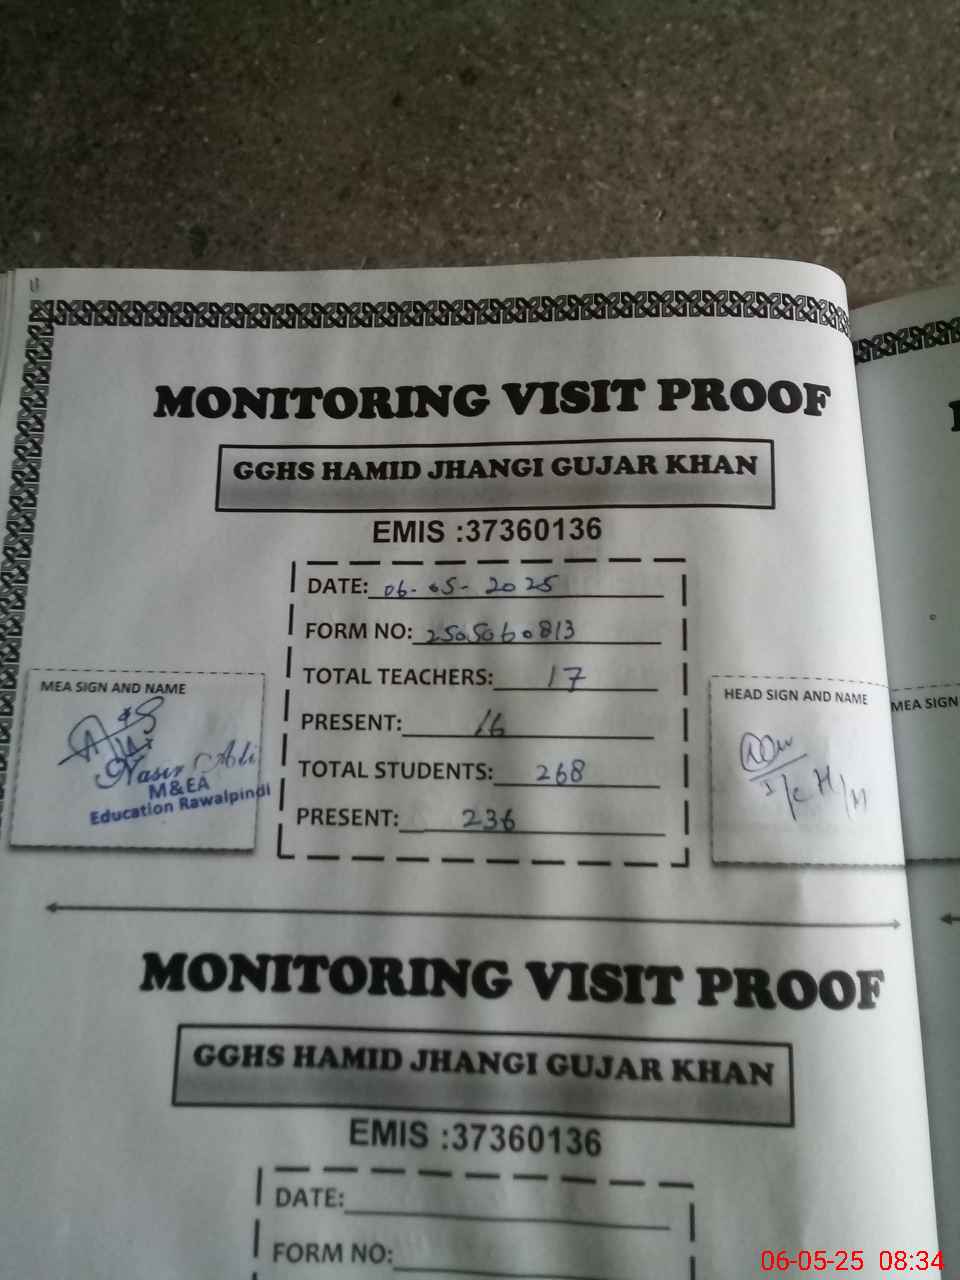 MONITORING VISIT PROOF
GGHS HAMID JHANGI GUJAR KHAN
EMIS :37360136
DATE: 06-05-2025
FORM NO: 2505060813
TOTAL TEACHERS: 17
PRESENT: 16
TOTAL STUDENTS: 268
PRESENT: 236
MEA SIGN AND NAME
Nasir Ali
M&EA
Education Rawalpindi
HEAD SIGN AND NAME
I/C H/M
MEA SIGN
MONITORING VISIT PROOF
GGHS HAMID JHANGI GUJAR KHAN
EMIS :37360136
DATE:
FORM NO:
06-05-25 08:34